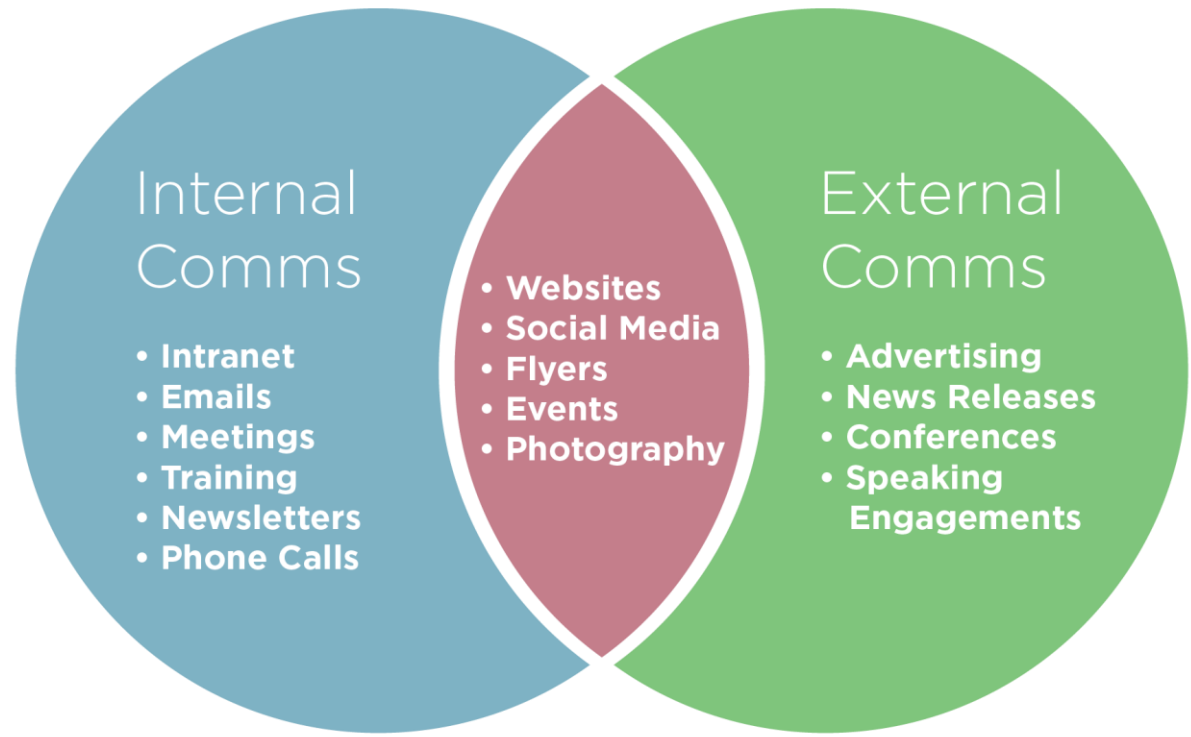 Internal
Comms
• Intranet
• Emails
• Meetings
• Training
• Newsletters
• Phone Calls
• Websites
• Social Media
• Flyers
• Events
• Photography
External
Comms
• Advertising
• News Releases
• Conferences
• Speaking
Engagements